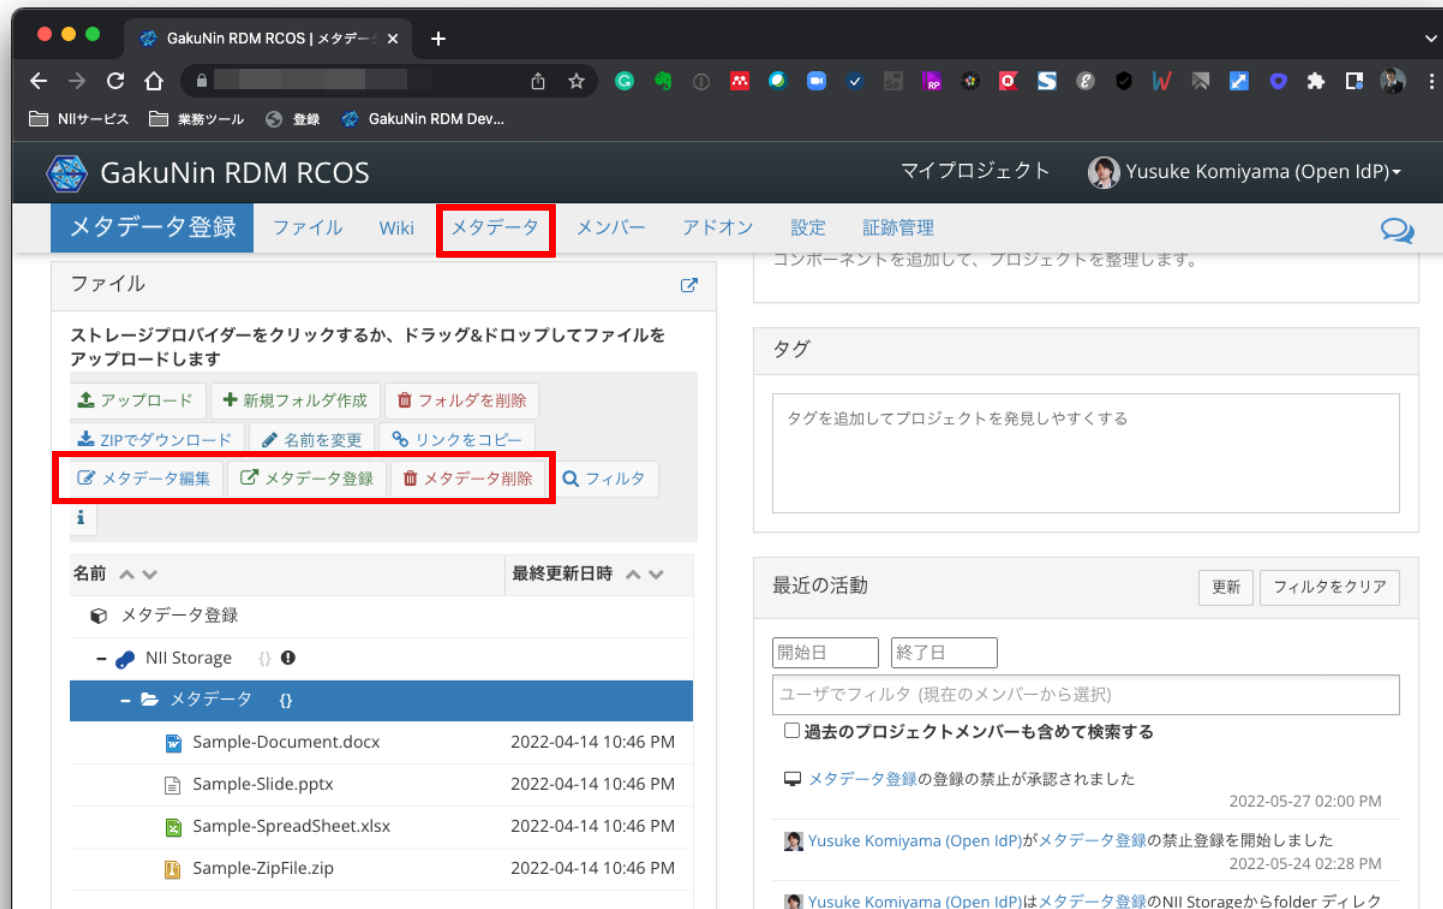 GakuNin RDM RCOS | メタデー
NIIサービス
業務ツール
登録
GakuNin RDM Dev...
GakuNin RDM RCOS
マイプロジェクト
Yusuke Komiyama (Open IdP)
メタデータ登録
ファイル
Wiki
メタデータ
メンバー
アドオン
設定
証跡管理
ファイル
ストレージプロバイダーをクリックするか、ドラッグ&ドロップしてファイルを
アップロードします
アップロード
新規フォルダ作成
フォルダを削除
ZIPでダウンロード
名前を変更
リンクをコピー
メタデータ編集
メタデータ登録
メタデータ削除
フィルタ
名前
最終更新日時
メタデータ登録
NII Storage {}
メタデータ {}
Sample-Document.docx 2022-04-14 10:46 PM
Sample-Slide.pptx 2022-04-14 10:46 PM
Sample-SpreadSheet.xlsx 2022-04-14 10:46 PM
Sample-ZipFile.zip 2022-04-14 10:46 PM
コンポーネントを追加して、プロジェクトを整理します。
タグ
タグを追加してプロジェクトを発見しやすくする
最近の活動
更新
フィルタをクリア
開始日
終了日
ユーザでフィルタ (現在のメンバーから選択)
過去のプロジェクトメンバーも含めて検索する
メタデータ登録の登録の禁止が承認されました
2022-05-27 02:00 PM
Yusuke Komiyama (Open IdP)がメタデータ登録の禁止登録を開始しました
2022-05-24 02:28 PM
Yusuke Komiyama (Open IdP)はメタデータ登録のNII Storageからfolder ディレク